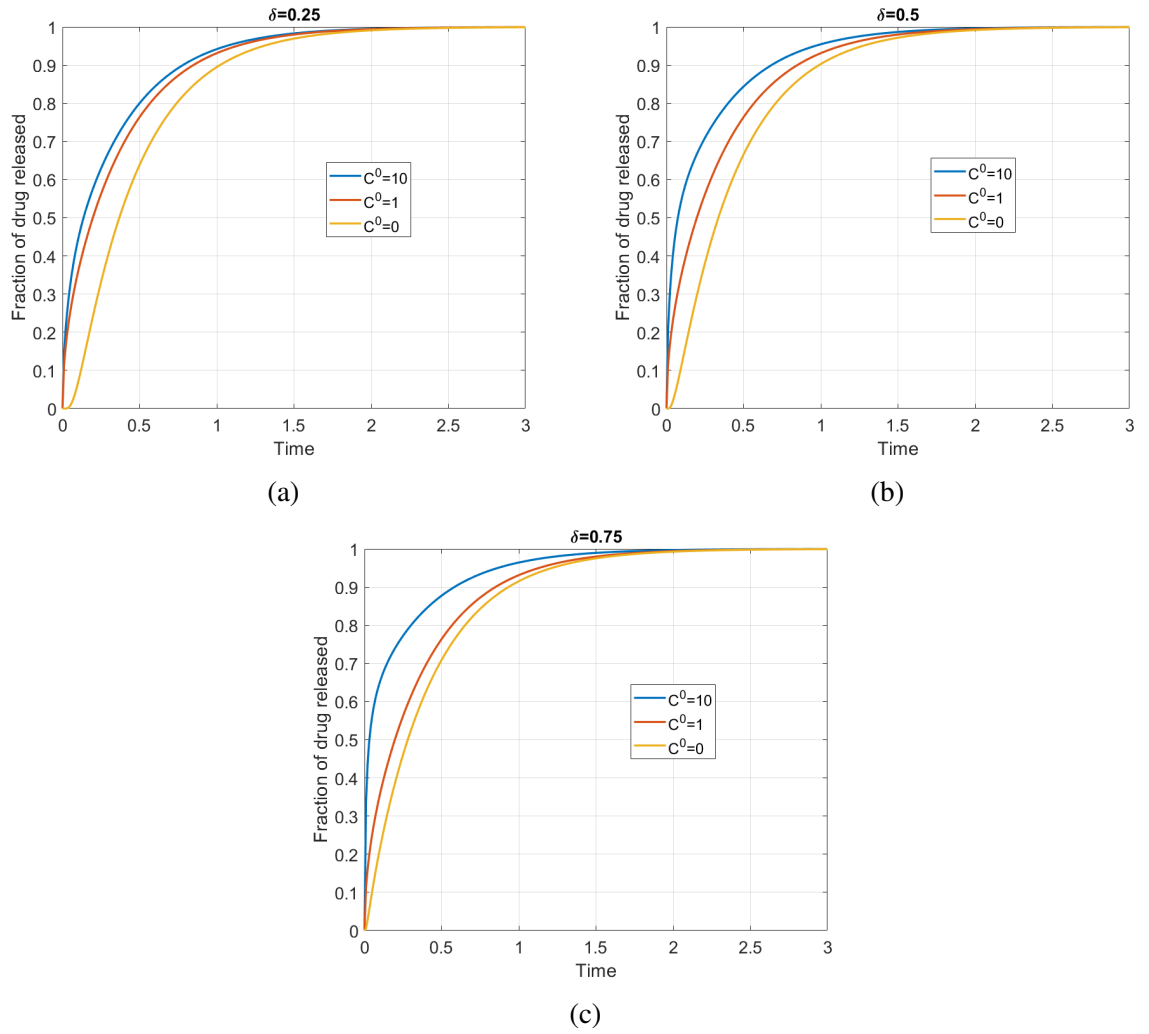 δ=0.25
1
0.9
0.8
0.7
0.6
0.5
0.4
0.3
0.2
0.1
0
Fraction of drug released
C⁰=10
C⁰=1
C⁰=0
0 0.5 1 1.5 2 2.5 3
Time
(a)
δ=0.5
1
0.9
0.8
0.7
0.6
0.5
0.4
0.3
0.2
0.1
0
Fraction of drug released
C⁰=10
C⁰=1
C⁰=0
0 0.5 1 1.5 2 2.5 3
Time
(b)
δ=0.75
1
0.9
0.8
0.7
0.6
0.5
0.4
0.3
0.2
0.1
0
Fraction of drug released
C⁰=10
C⁰=1
C⁰=0
0 0.5 1 1.5 2 2.5 3
Time
(c)